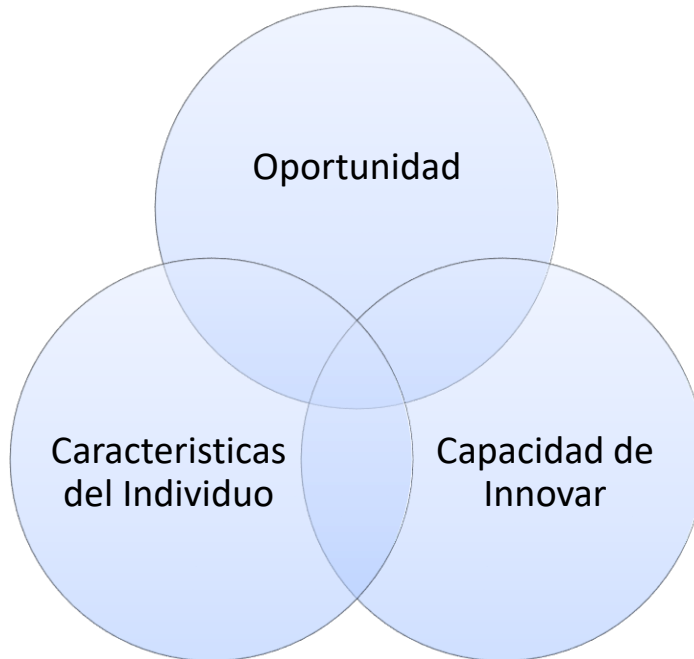 Oportunidad
Caracteristicas
del Individuo
Capacidad de
Innovar